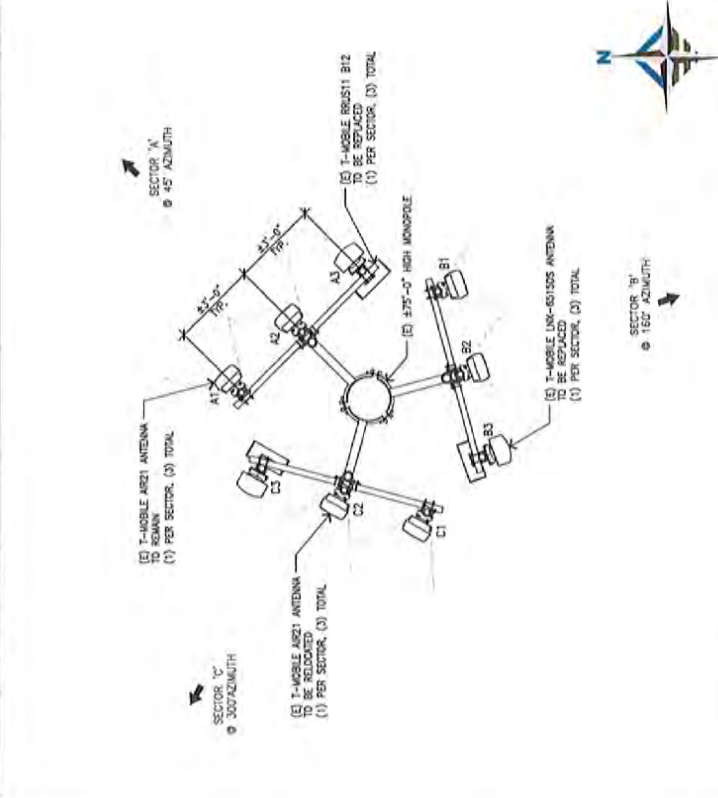 N
SECTOR 'A'
@ 45° AZIMUTH
(E) T-MOBILE RRUS11 B12
TO BE REPLACED
(1) PER SECTOR, (3) TOTAL
±3'-0"
TYP.
±3'-0"
TYP.
A1
A2
A3
(E) ±75'-0" HIGH MONOPOLE
(E) T-MOBILE AIR21 ANTENNA
TO REMAIN
(1) PER SECTOR, (3) TOTAL
B1
B2
B3
C3
C2
C1
(E) T-MOBILE LNX-6515DS ANTENNA
TO BE REPLACED
(1) PER SECTOR, (3) TOTAL
SECTOR 'B'
@ 160° AZIMUTH
(E) T-MOBILE AIR21 ANTENNA
TO BE RELOCATED
(1) PER SECTOR, (3) TOTAL
SECTOR 'C'
@ 300°AZIMUTH